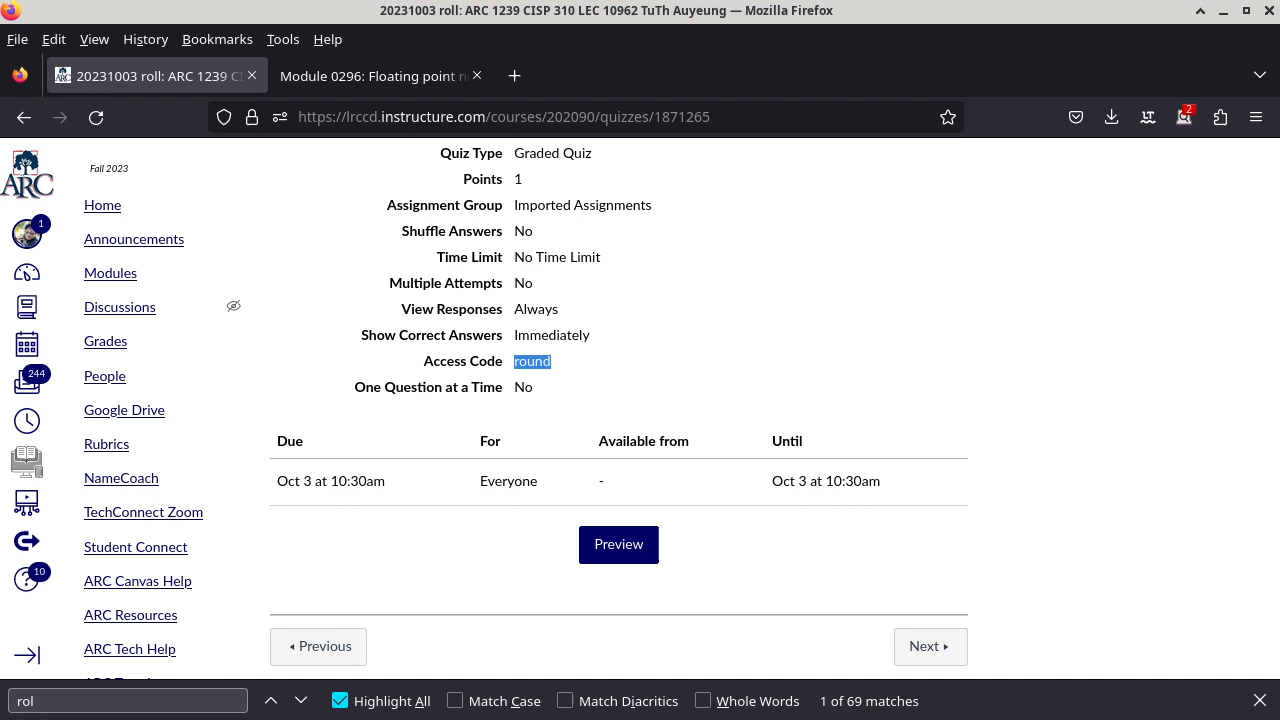 20231003 roll: ARC 1239 CISP 310 LEC 10962 TuTh Auyeung — Mozilla Firefox
File Edit View History Bookmarks Tools Help
20231003 roll: ARC 1239 C
Module 0296: Floating point n
https://lrccd.instructure.com/courses/202090/quizzes/1871265
2
ARC
Fall 2023
1
244
10
Home
Announcements
Modules
Discussions
Grades
People
Google Drive
Rubrics
NameCoach
TechConnect Zoom
Student Connect
ARC Canvas Help
ARC Resources
ARC Tech Help
Quiz Type Graded Quiz
Points 1
Assignment Group Imported Assignments
Shuffle Answers No
Time Limit No Time Limit
Multiple Attempts No
View Responses Always
Show Correct Answers Immediately
Access Code round
One Question at a Time No
Due For Available from Until
Oct 3 at 10:30am Everyone - Oct 3 at 10:30am
Preview
Previous
Next
rol Highlight All Match Case Match Diacritics Whole Words 1 of 69 matches